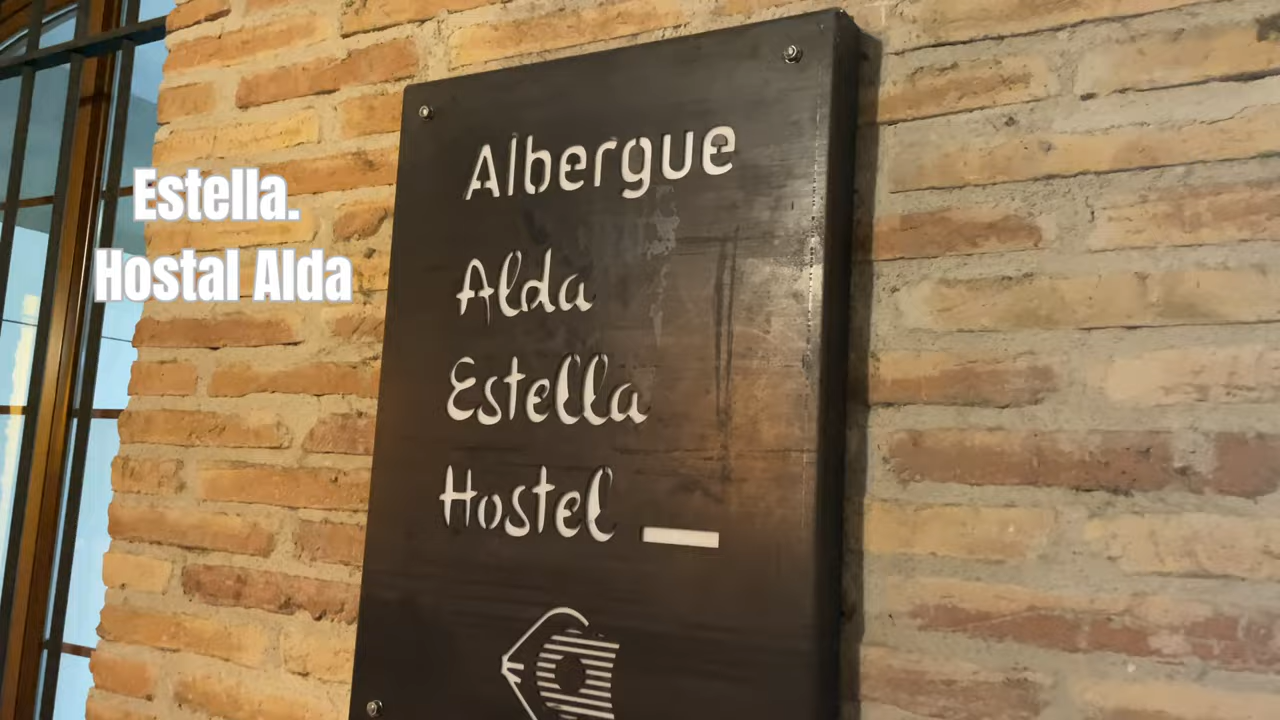 Estella.
Hostal Alda
Albergue
Alda
Estella
Hostel _